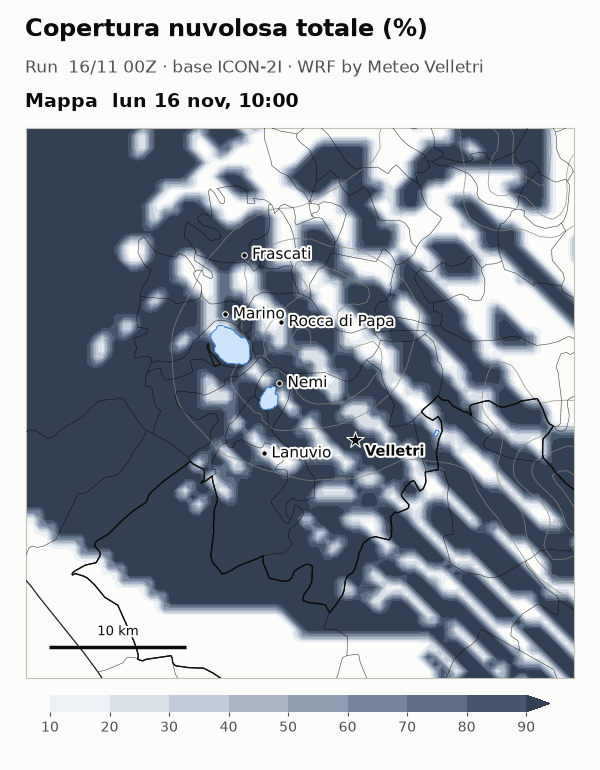 Copertura nuvolosa totale (%)
Run  16/11 00Z · base ICON-2I · WRF by Meteo Velletri
Mappa  lun 16 nov, 10:00
Frascati
Marino
Rocca di Papa
Nemi
Velletri
Lanuvio
10 km
10 20 30 40 50 60 70 80 90